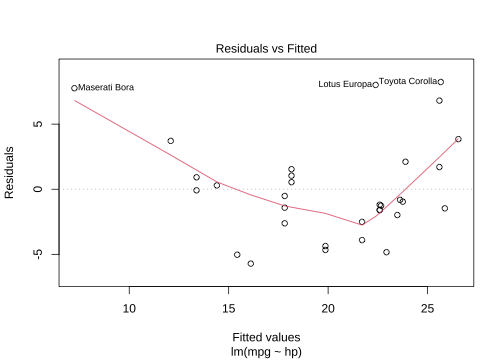 Residuals vs Fitted
Maserati Bora
Lotus Europa
Toyota Corolla
Residuals
5
0
-5
10
15
20
25
Fitted values
lm(mpg ~ hp)